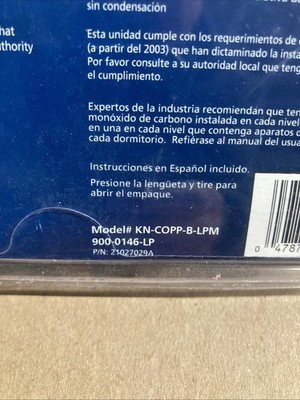 sin condensación
hat
uthority
Esta unidad cumple con los requerimientos de
(a partir del 2003) que han dictaminado la insta
Por favor consulte a su autoridad local que teng
el cumplimiento.
Expertos de la industria recomiendan que ten
monóxido de carbono instalada en cada nivel
en una en cada nivel que contenga aparatos d
cada dormitorio. Refiérase al manual del usua
Instrucciones en Español incluido.
Presione la lengüeta y tire para
abrir el empaque.
Model# KN-COPP-B-LPM
900-0146-LP
P/N: 21027029A
0 4787